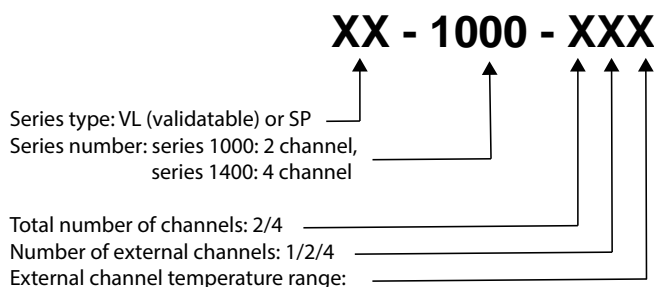 XX - 1000 - XXX
Series type: VL (validatable) or SP
Series number: series 1000: 2 channel,
series 1400: 4 channel
Total number of channels: 2/4
Number of external channels: 1/2/4
External channel temperature range: